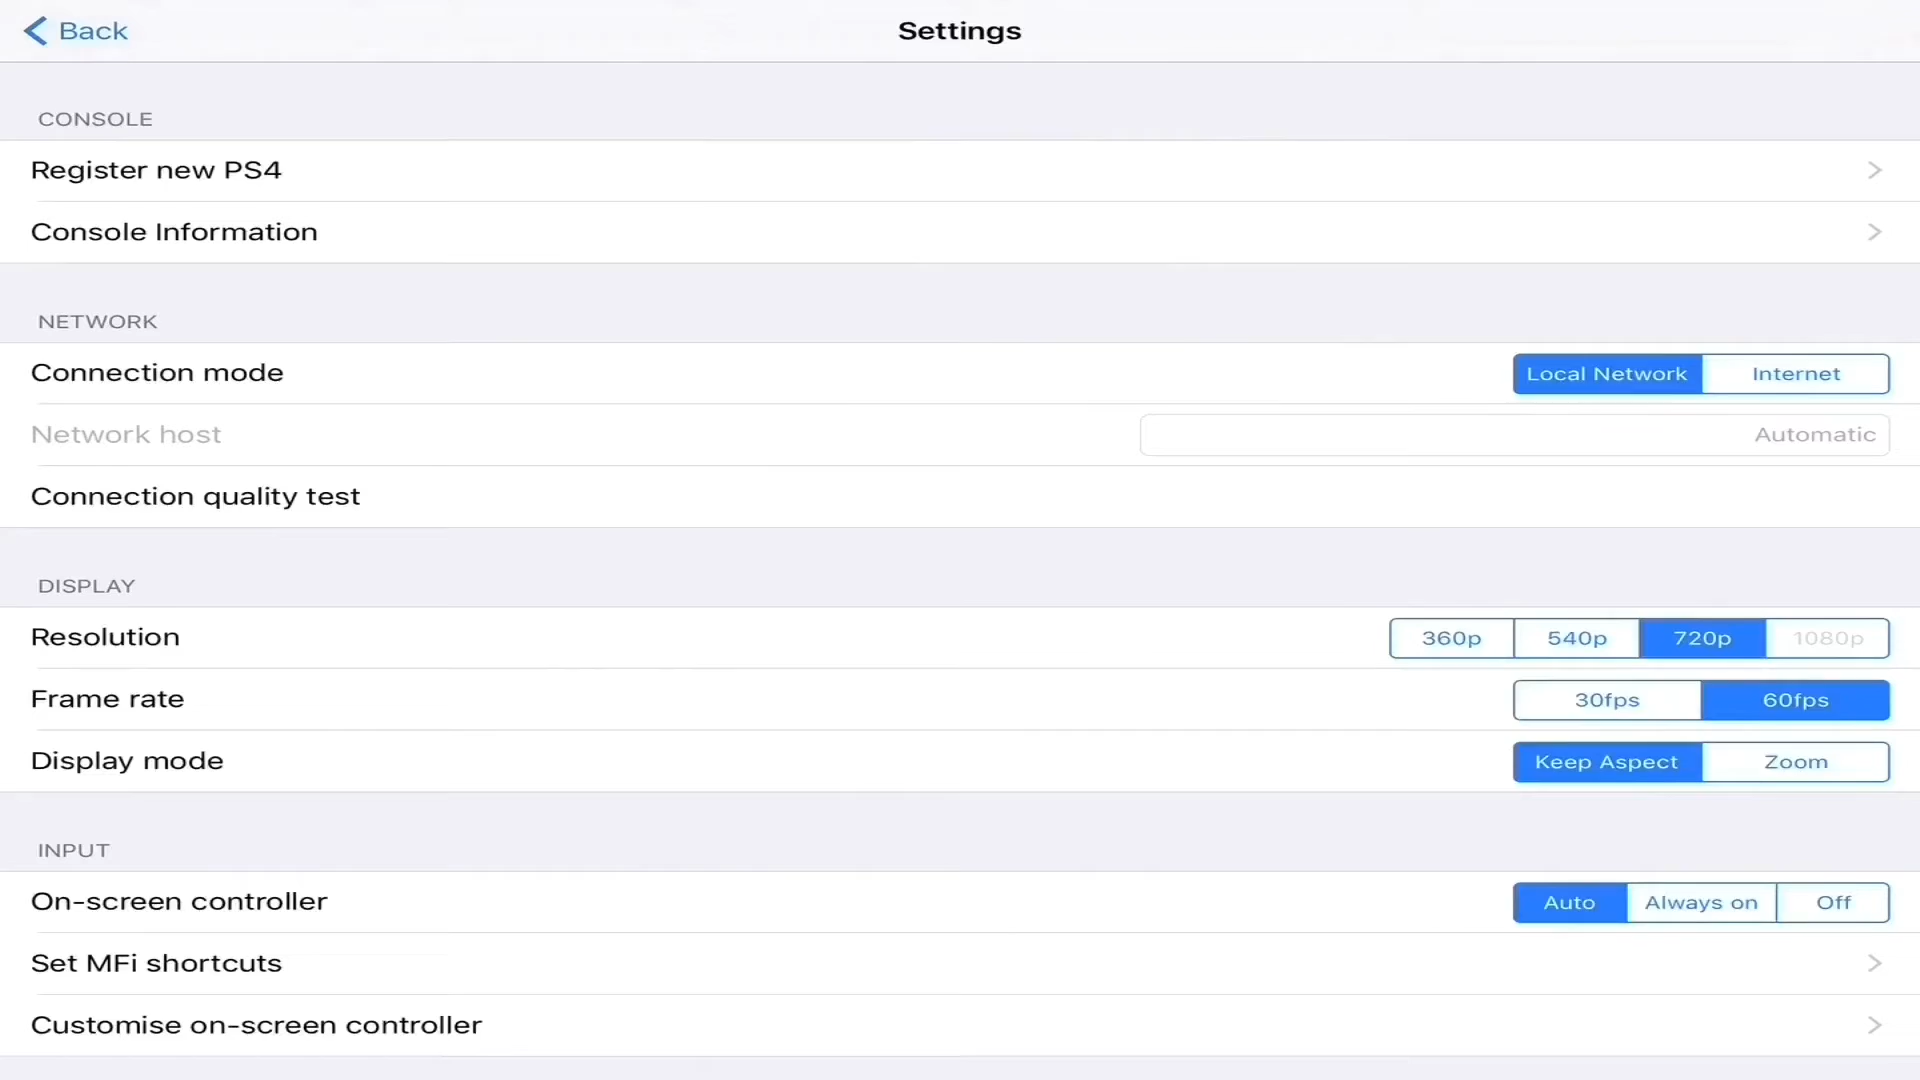 Back
Settings
CONSOLE
Register new PS4
Console Information
NETWORK
Connection mode
Local Network Internet
Network host
Automatic
Connection quality test
DISPLAY
Resolution
360p 540p 720p 1080p
Frame rate
30fps 60fps
Display mode
Keep Aspect Zoom
INPUT
On-screen controller
Auto Always on Off
Set MFi shortcuts
Customise on-screen controller